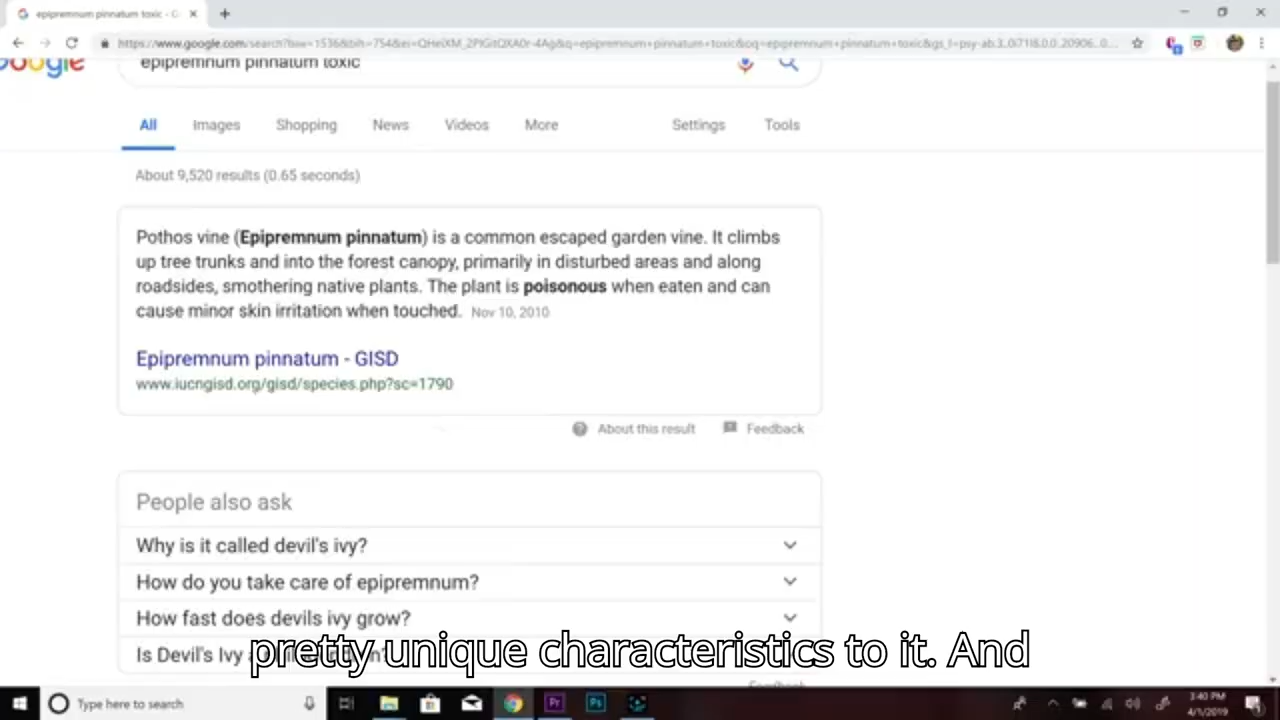 epipremnum pinnatum toxic - G
Google
epipremnum pinnatum toxic
All Images Shopping News Videos More Settings Tools
About 9,520 results (0.65 seconds)
Pothos vine (Epipremnum pinnatum) is a common escaped garden vine. It climbs
up tree trunks and into the forest canopy, primarily in disturbed areas and along
roadsides, smothering native plants. The plant is poisonous when eaten and can
cause minor skin irritation when touched. Nov 10, 2010
Epipremnum pinnatum - GISD
www.iucngisd.org/gisd/species.php?sc=1790
About this result Feedback
People also ask
Why is it called devil's ivy?
How do you take care of epipremnum?
How fast does devils ivy grow?
Is Devil's Ivy
pretty unique characteristics to it. And
Feedback
Type here to search
Pr
Ps
3:40 PM
4/1/2019